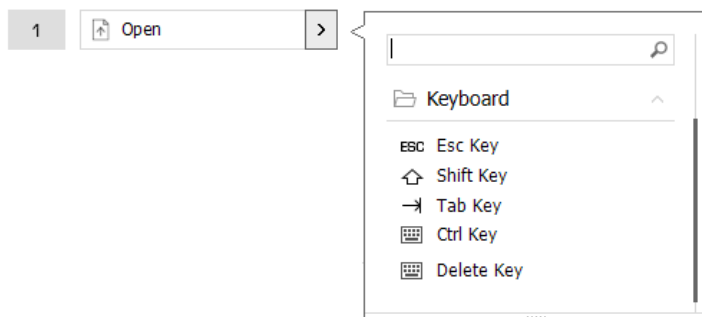 1
Open
Keyboard
ESC Esc Key
Shift Key
Tab Key
Ctrl Key
Delete Key